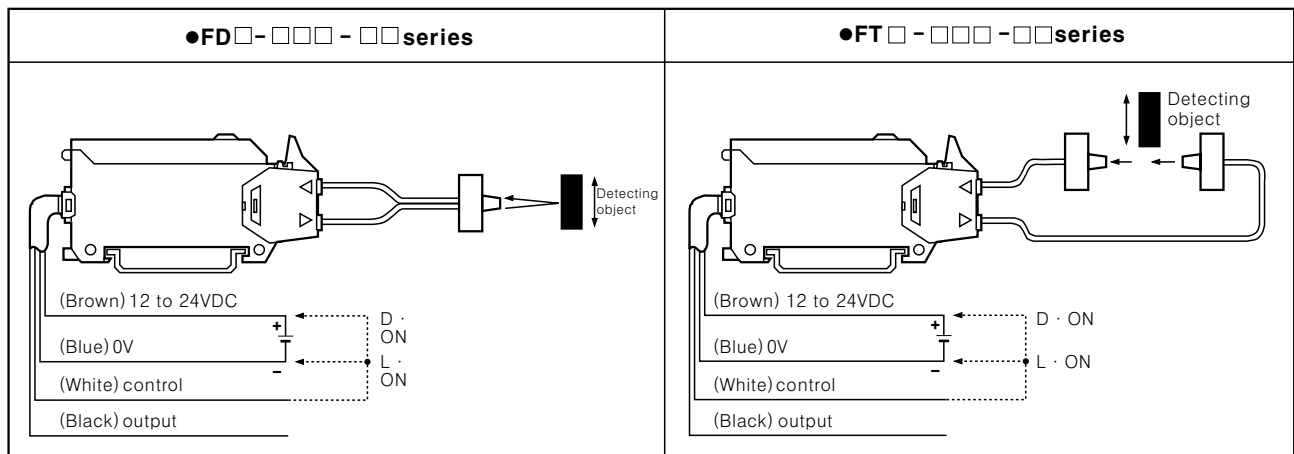 ●FD□-□□□-□□series
Detecting
object
(Brown) 12 to 24VDC
+
D ·
ON
(Blue) 0V
−
L ·
ON
(White) control
(Black) output
●FT□-□□□-□□series
Detecting
object
(Brown) 12 to 24VDC
+
D · ON
(Blue) 0V
−
L · ON
(White) control
(Black) output